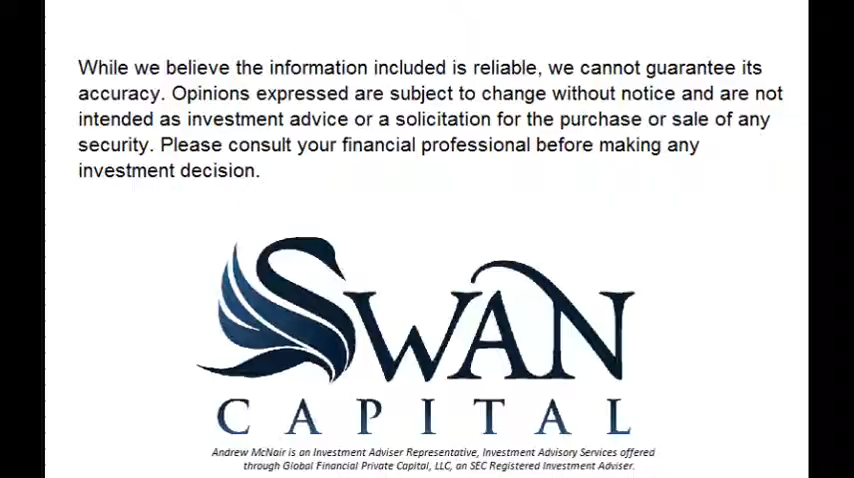 While we believe the information included is reliable, we cannot guarantee its
accuracy. Opinions expressed are subject to change without notice and are not
intended as investment advice or a solicitation for the purchase or sale of any
security. Please consult your financial professional before making any
investment decision.
SWAN
CAPITAL
Andrew McNair is an Investment Adviser Representative, Investment Advisory Services offered
through Global Financial Private Capital, LLC, an SEC Registered Investment Adviser.